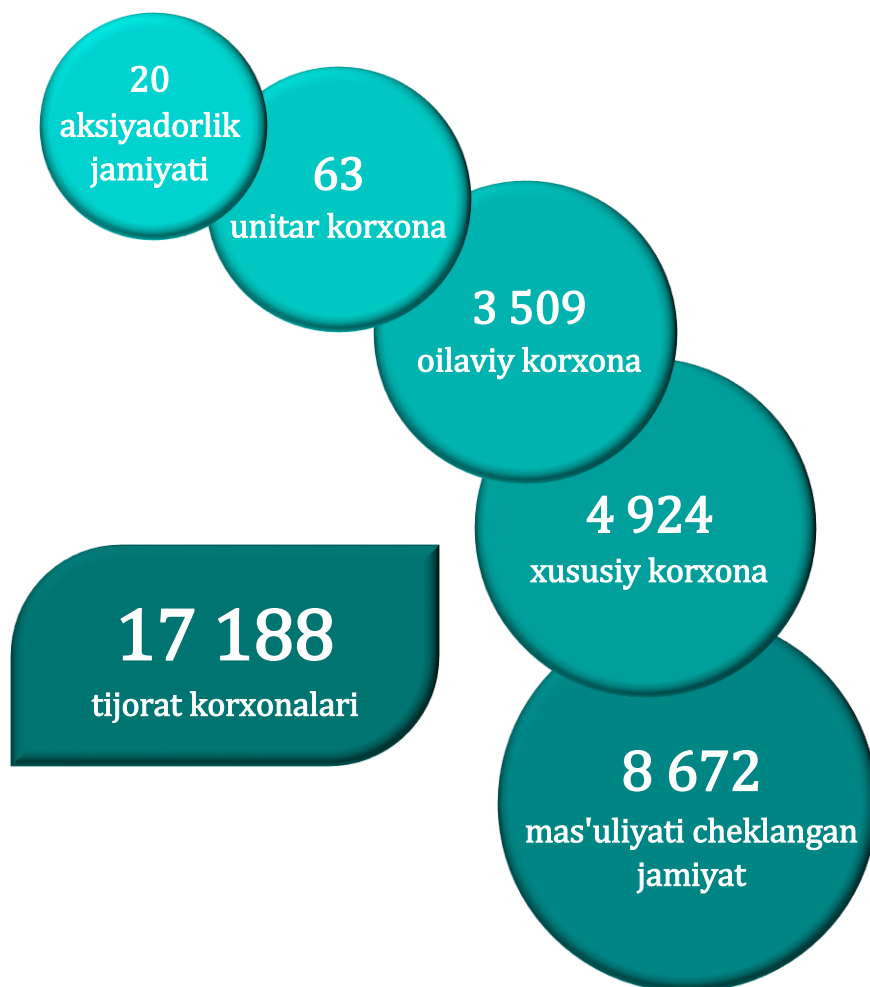 20
aksiyadorlik
jamiyati
63
unitar korxona
3 509
oilaviy korxona
4 924
xususiy korxona
17 188
tijorat korxonalari
8 672
mas'uliyati cheklangan
jamiyat